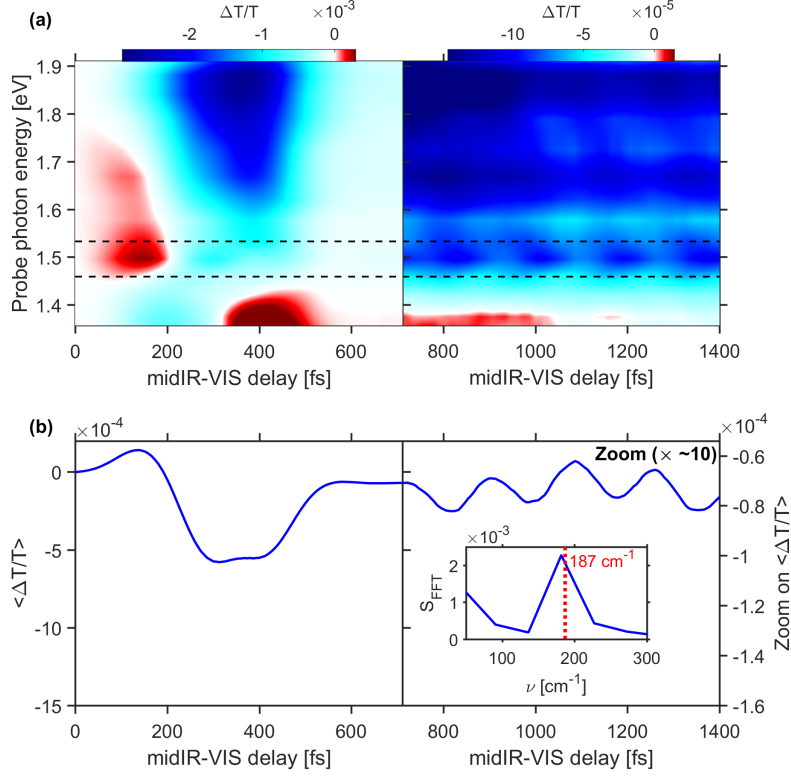 (a)
ΔT/T ×10⁻³
-2 -1 0
ΔT/T ×10⁻⁵
-10 -5 0
Probe photon energy [eV]
1.9
1.8
1.7
1.6
1.5
1.4
0 200 400 600 800 1000 1200 1400
midIR-VIS delay [fs] midIR-VIS delay [fs]
(b)
×10⁻⁴
×10⁻⁴
Zoom (× ~10)
<ΔT/T>
0
-5
-10
-15
Zoom on <ΔT/T>
-0.6
-0.8
-1
-1.2
-1.4
-1.6
×10⁻³
187 cm⁻¹
S_FFT
2
1
0
100 200 300
ν [cm⁻¹]
0 200 400 600 800 1000 1200 1400
midIR-VIS delay [fs] midIR-VIS delay [fs]